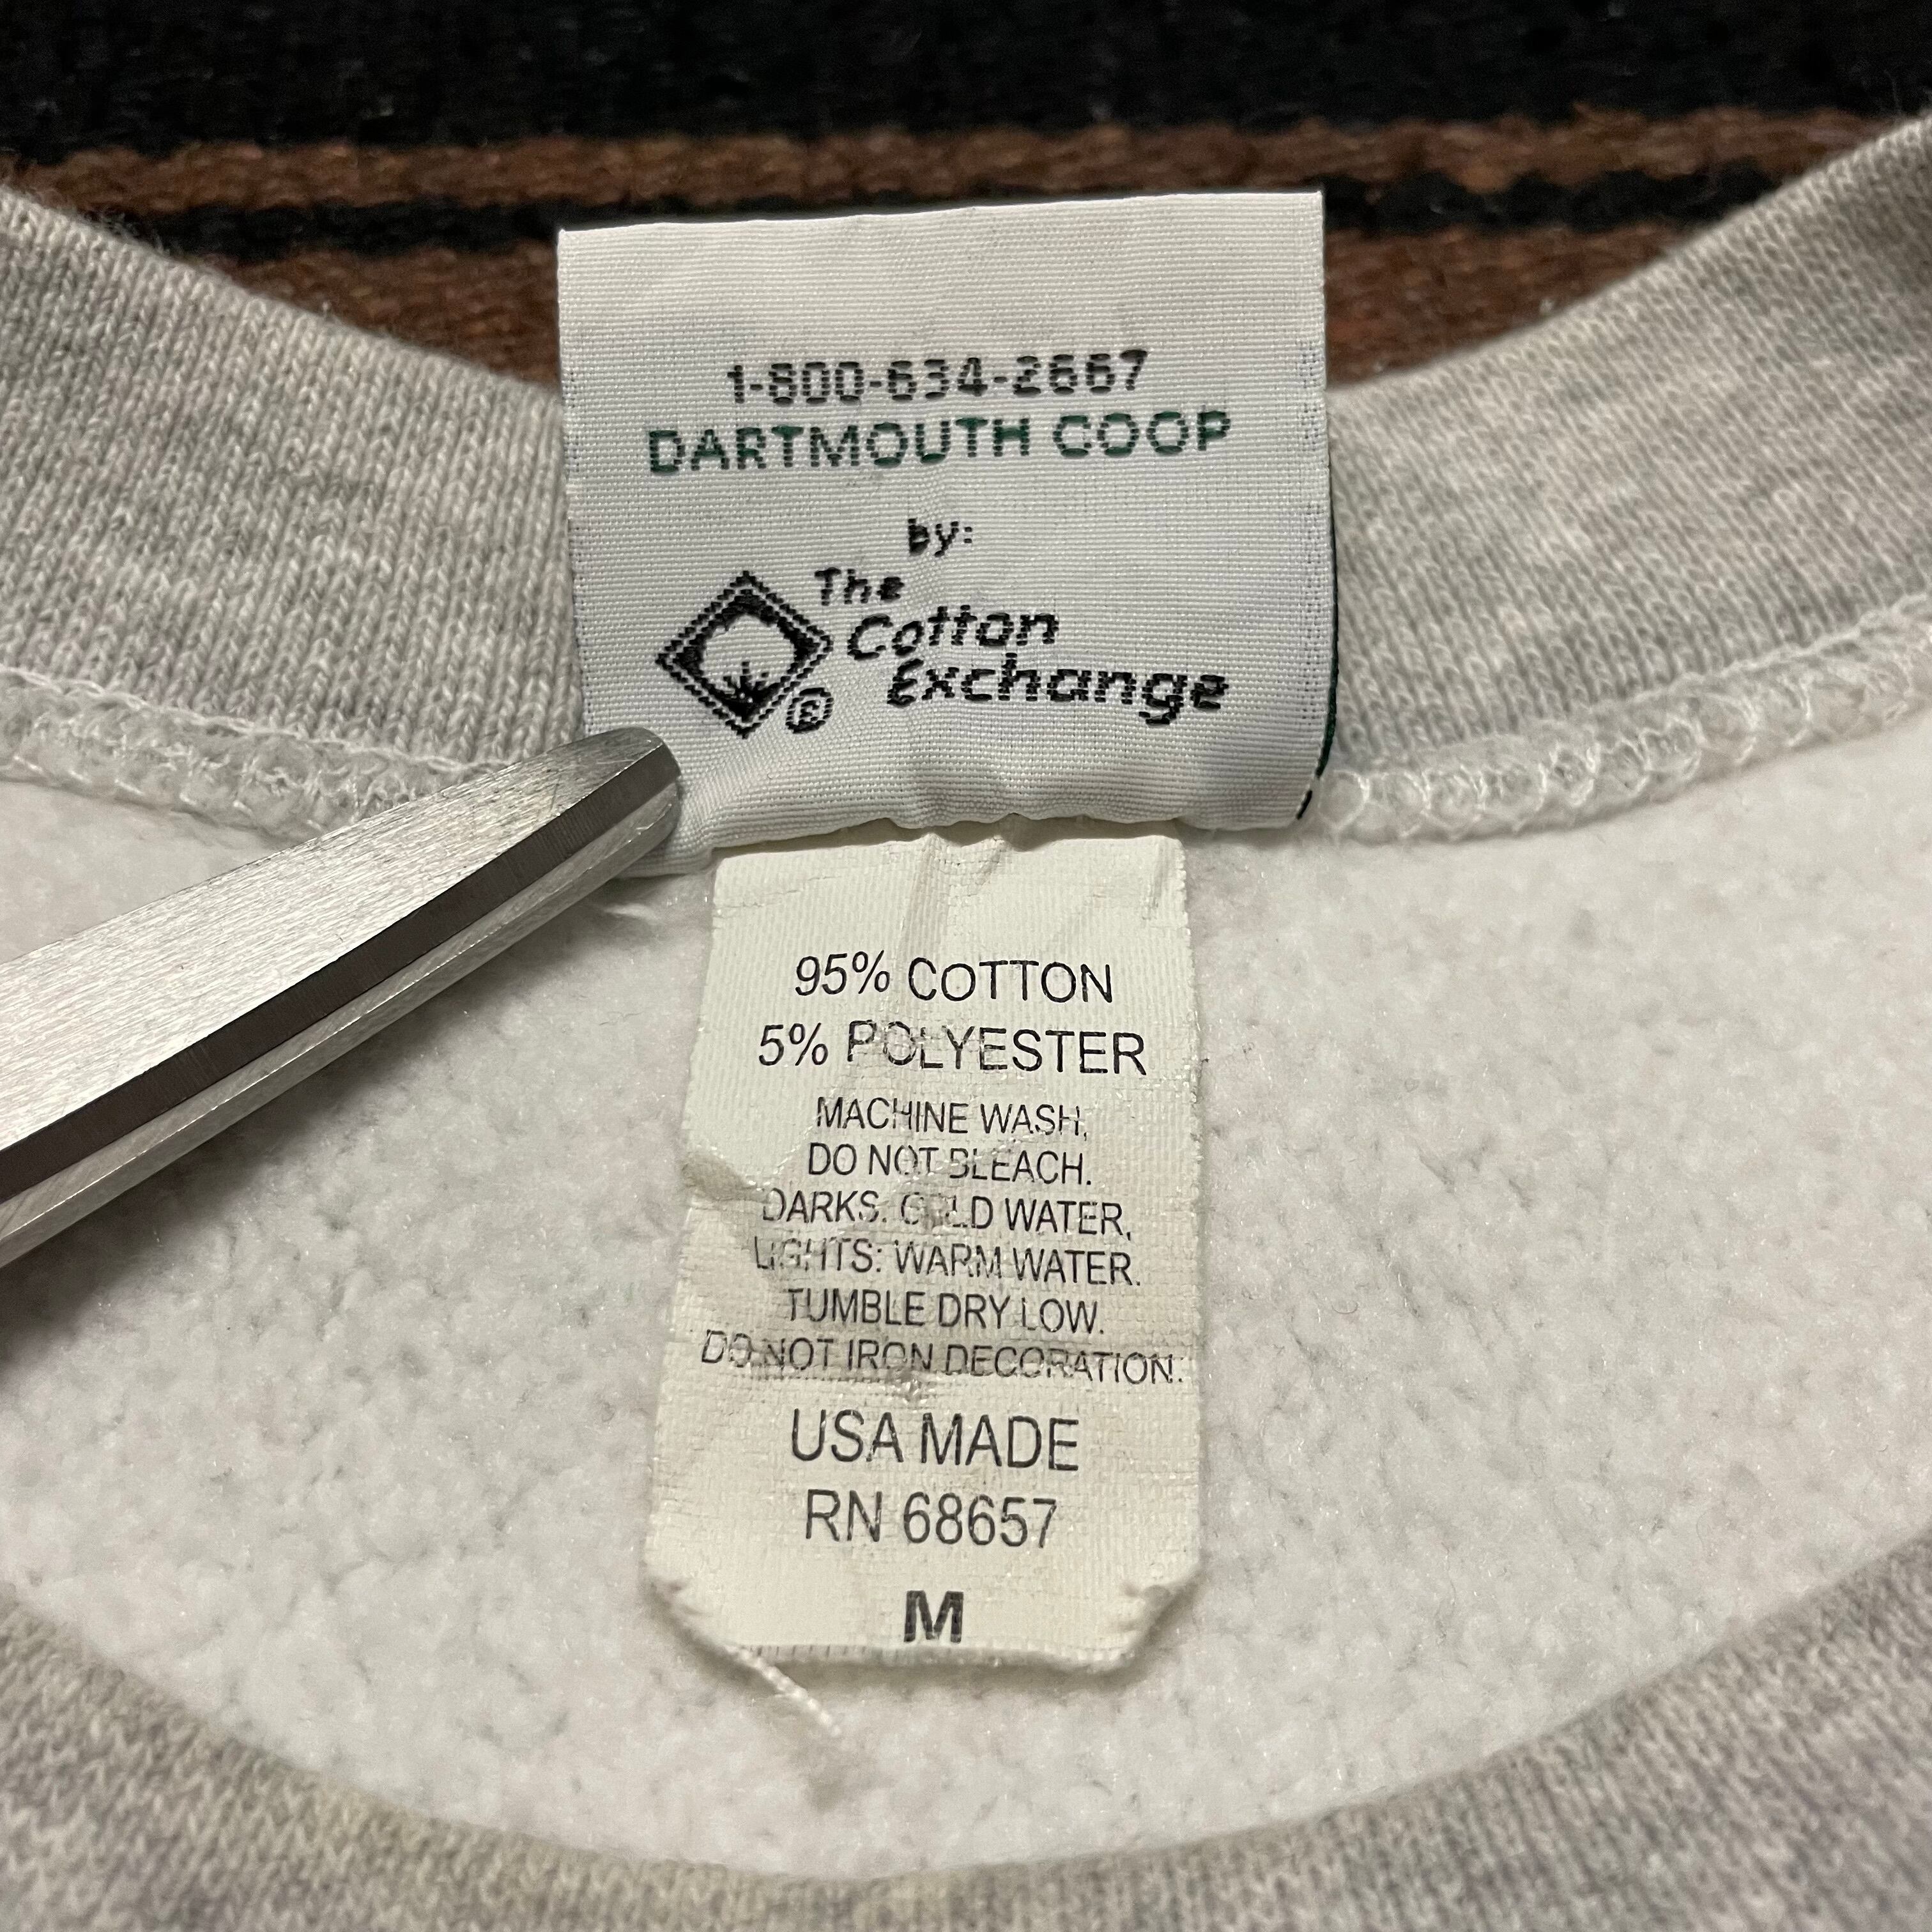 1-800-634-2667
DARTMOUTH COOP
by:
The
Cotton
Exchange
®
95% COTTON
5% POLYESTER
MACHINE WASH,
DO NOT BLEACH.
DARKS: COLD WATER,
LIGHTS: WARM WATER.
TUMBLE DRY LOW.
DO NOT IRON DECORATION.
USA MADE
RN 68657
M